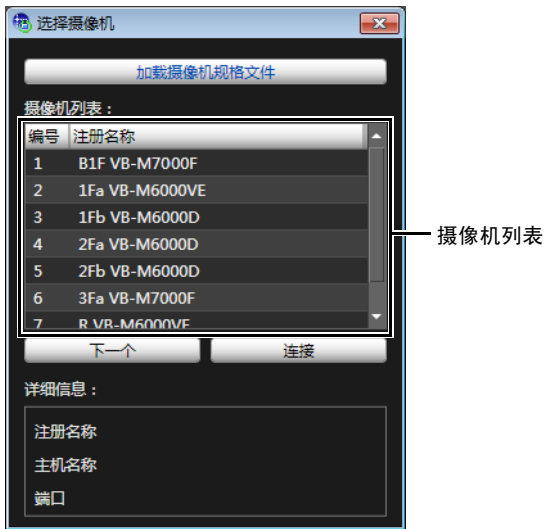 选择摄像机
加载摄像机规格文件
摄像机列表：
编号 注册名称
1 B1F VB-M7000F
2 1Fa VB-M6000VE
3 1Fb VB-M6000D
4 2Fa VB-M6000D
5 2Fb VB-M6000D
6 3Fa VB-M7000F
7 R VB-M6000VE
摄像机列表
下一个 连接
详细信息：
注册名称
主机名称
端口